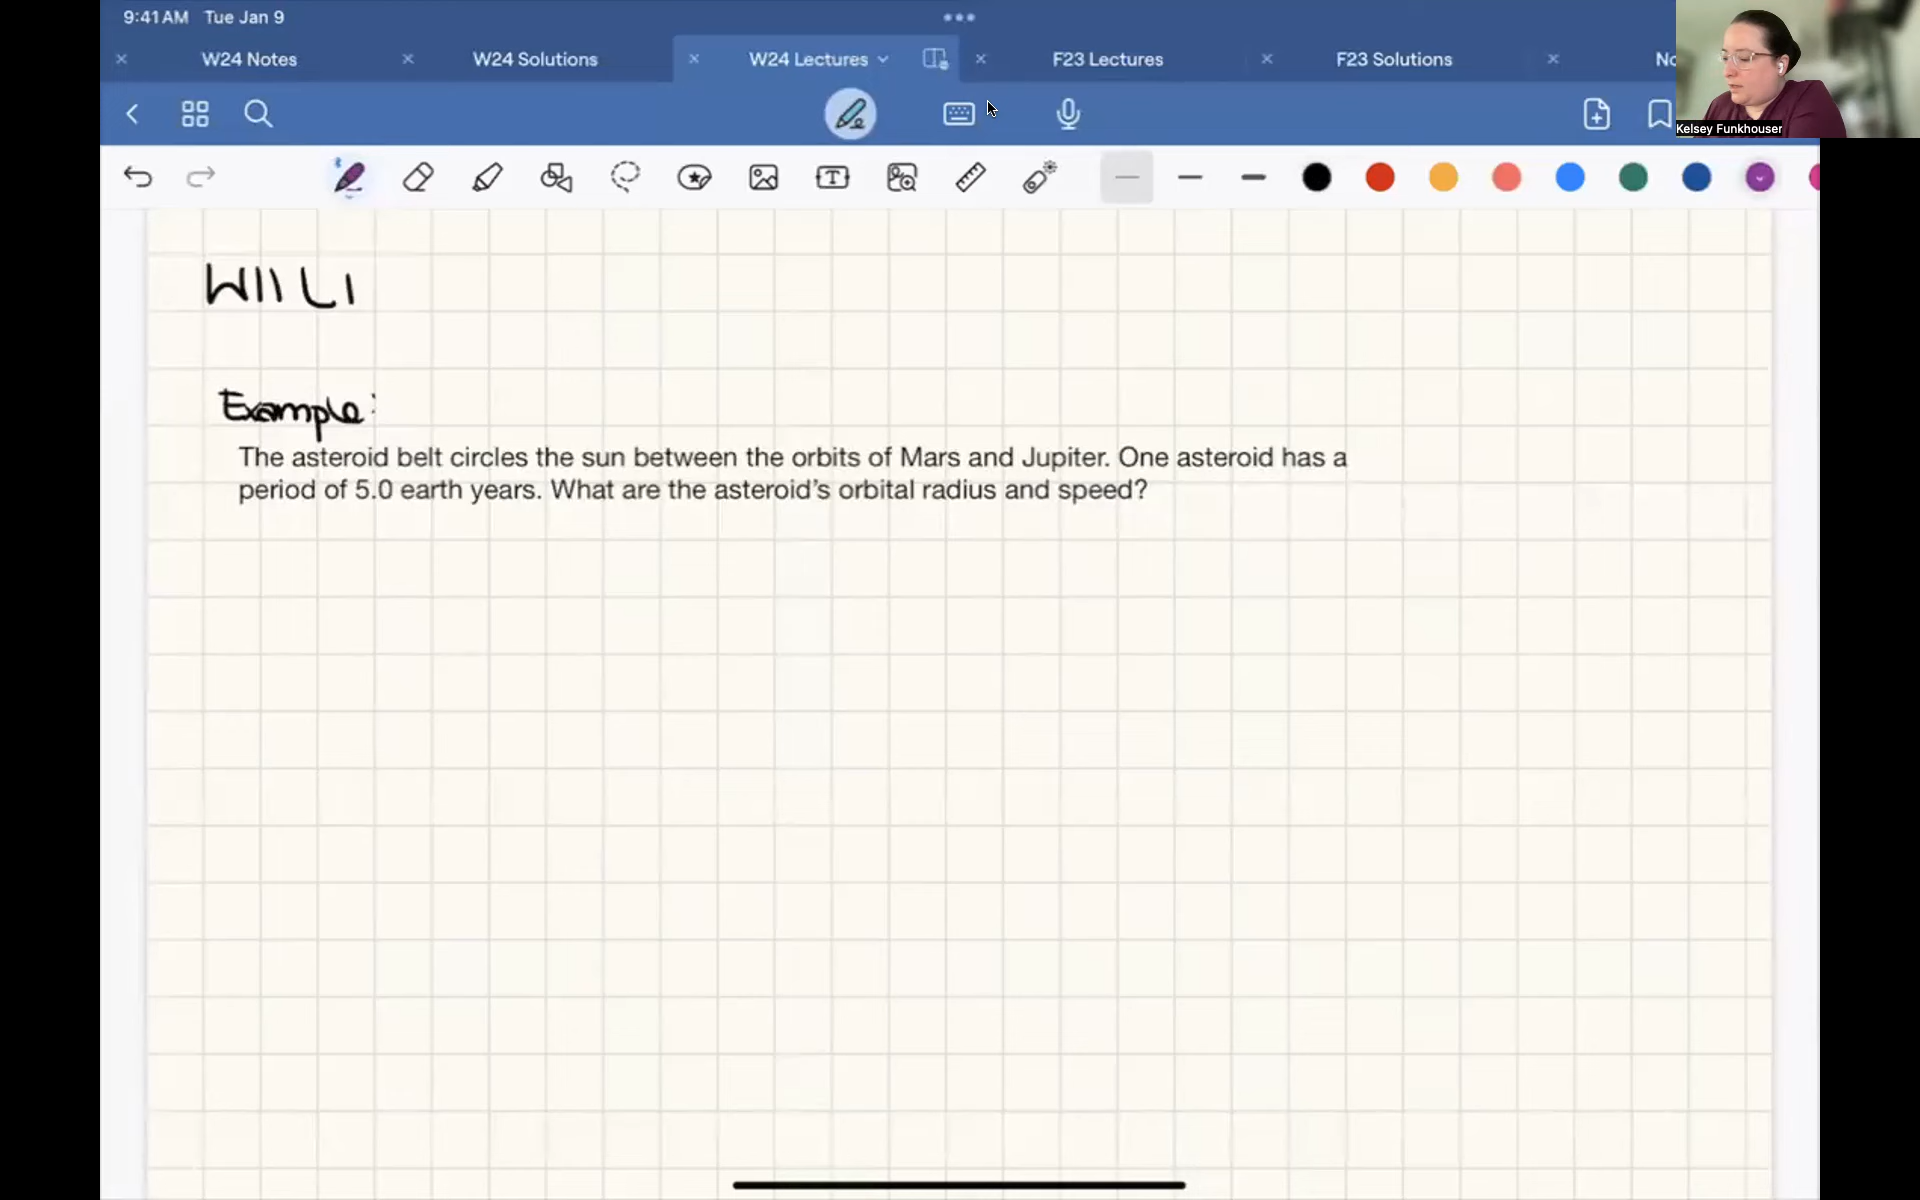 9:41 AM Tue Jan 9
W24 Notes
W24 Solutions
W24 Lectures
F23 Lectures
F23 Solutions
Kelsey Funkhouser
W11 L1
Example:
The asteroid belt circles the sun between the orbits of Mars and Jupiter. One asteroid has a
period of 5.0 earth years. What are the asteroid's orbital radius and speed?